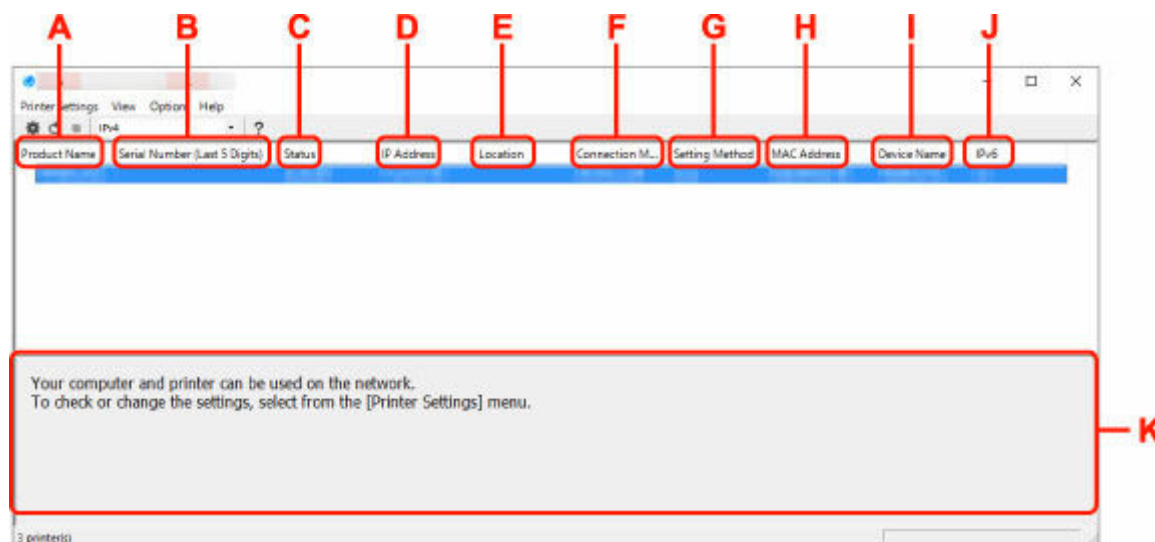 A B C D E F G H I J
Printer Settings View Option Help
IPv4 ?
Product Name Serial Number (Last 5 Digits) Status IP Address Location Connection M... Setting Method MAC Address Device Name IPv6
Your computer and printer can be used on the network.
To check or change the settings, select from the [Printer Settings] menu.
K
3 printer(s)